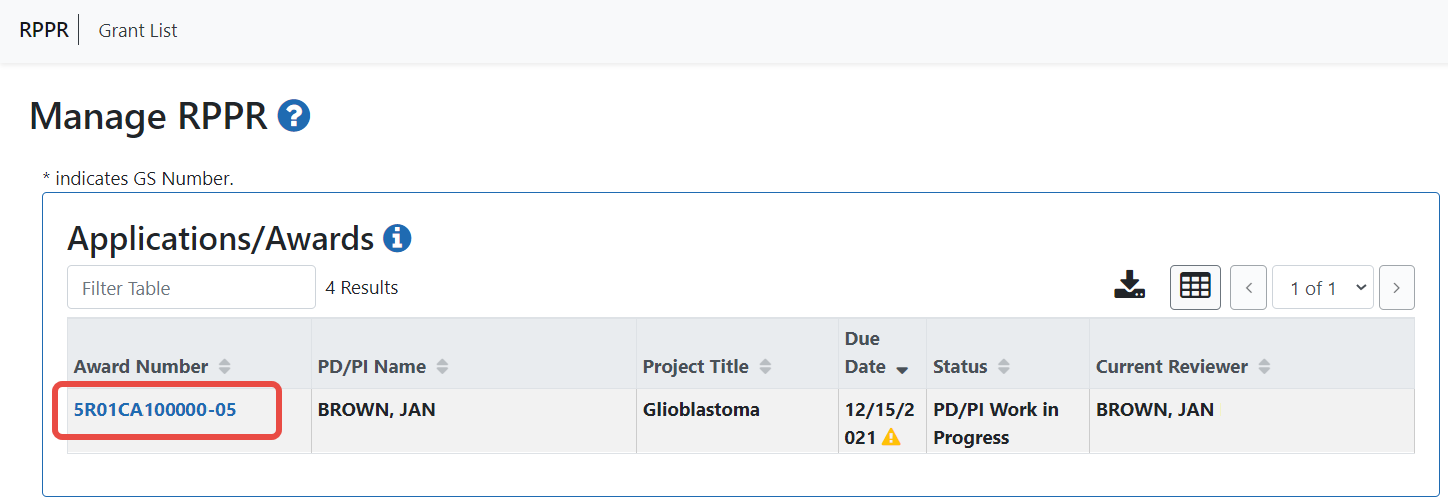 RPPR Grant List
Manage RPPR ?
* indicates GS Number.
Applications/Awards i
Filter Table 4 Results 1 of 1
Due
Award Number PD/PI Name Project Title Date Status Current Reviewer
5R01CA100000-05 BROWN, JAN Glioblastoma 12/15/2 PD/PI Work in BROWN, JAN
021 Progress